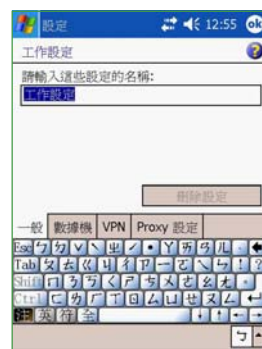 設定 12:55 ok
工作設定
請輸入這些設定的名稱:
工作設定
刪除設定
一般 數據機 VPN Proxy 設定
Esc ㄅ ㄉ ˇ ˋ ㄓ ˊ ˙ ㄚ ㄞ ㄢ ㄦ
Tab ㄆ ㄊ ㄍ ㄐ ㄔ ㄗ ㄧ ㄛ ㄟ ㄣ
Shift ㄇ ㄋ ㄎ ㄑ ㄕ ㄘ ㄨ ㄜ ㄠ ㄤ
Ctrl ㄈ ㄌ ㄏ ㄒ ㄖ ㄙ ㄩ ㄝ ㄡ ㄥ
注 英 符 全